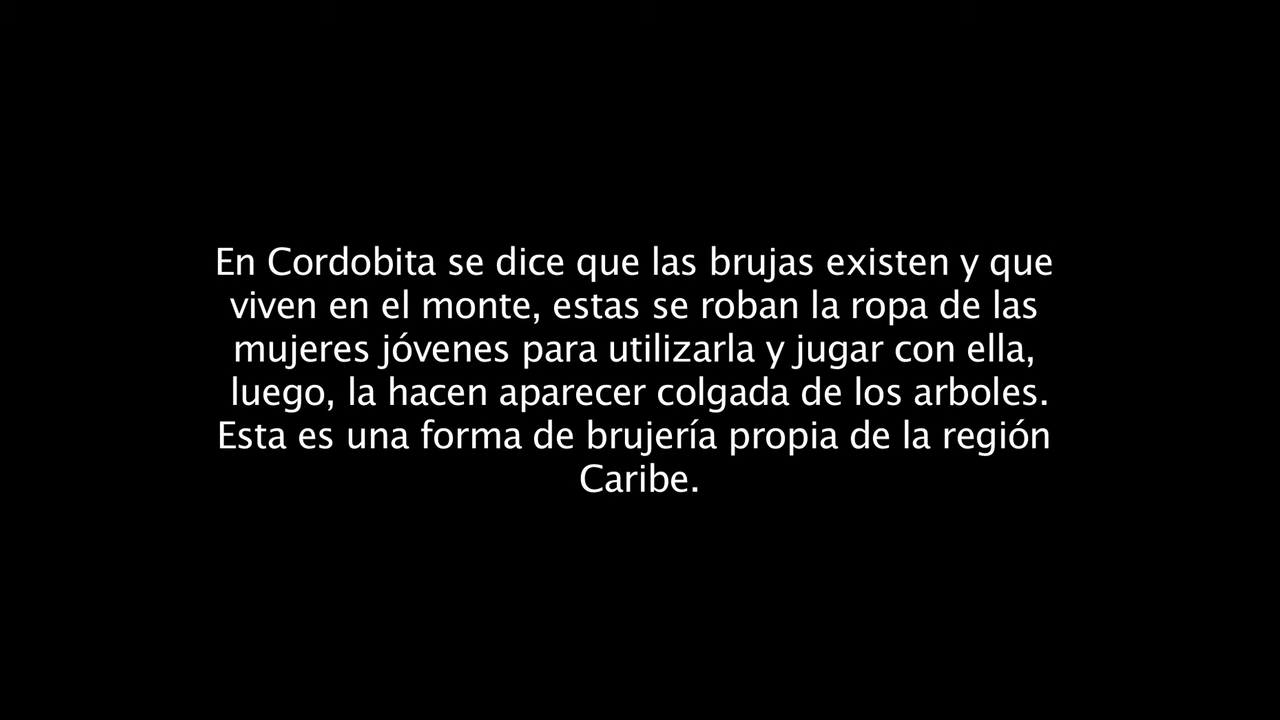 En Cordobita se dice que las brujas existen y que
viven en el monte, estas se roban la ropa de las
mujeres jóvenes para utilizarla y jugar con ella,
luego, la hacen aparecer colgada de los arboles.
Esta es una forma de brujería propia de la región
Caribe.